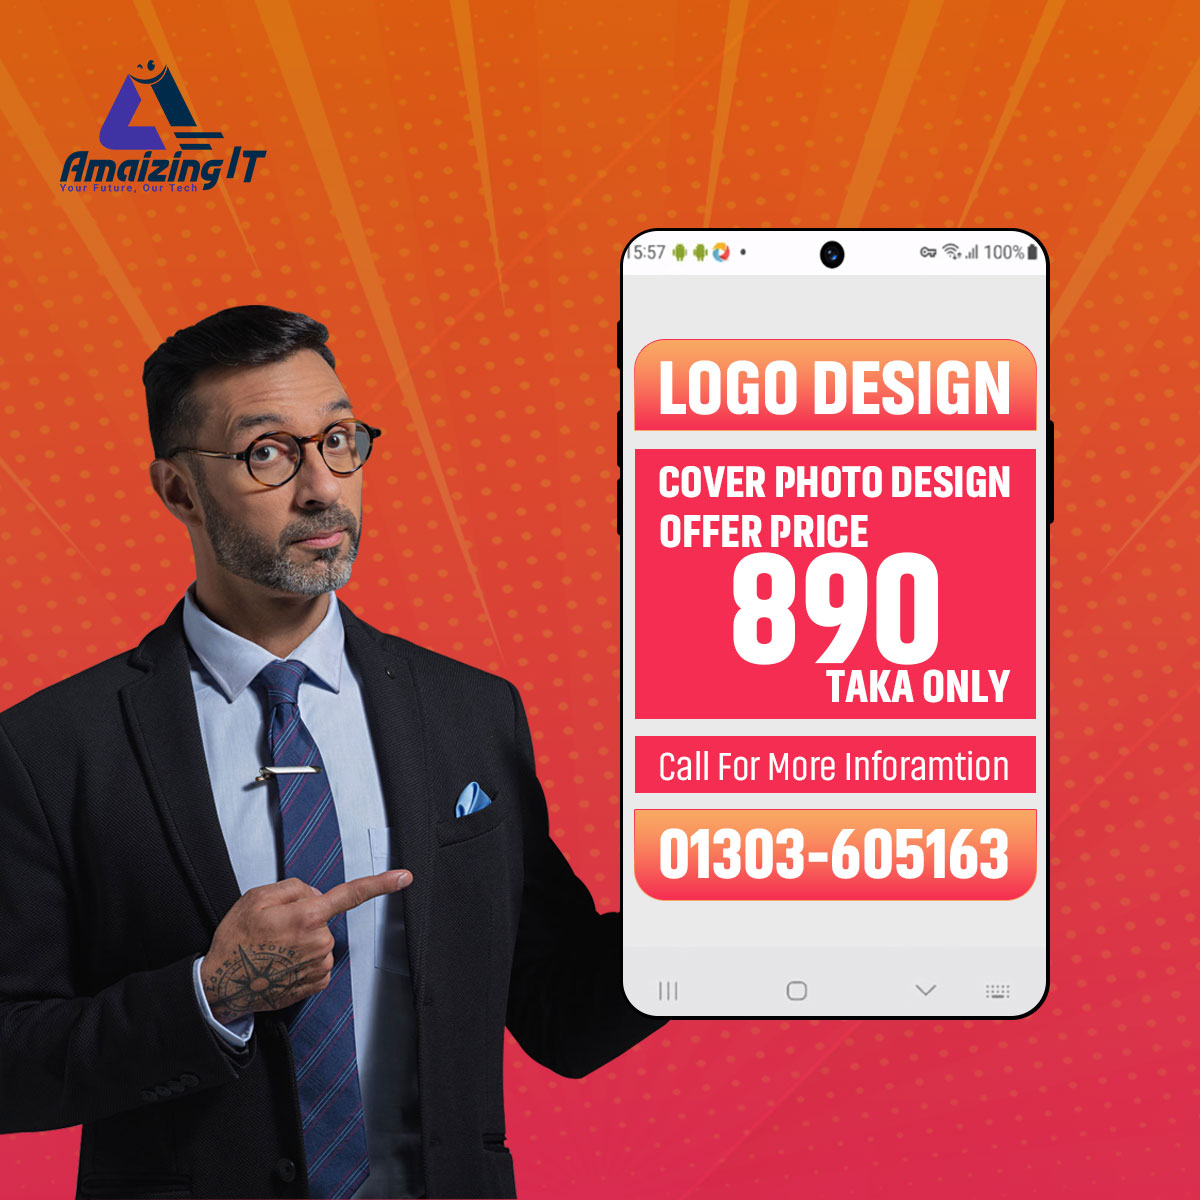 Amaizing IT
Your Future, Our Tech
15:57
100%
LOGO DESIGN
COVER PHOTO DESIGN
OFFER PRICE
890
TAKA ONLY
Call For More Inforamtion
01303-605163